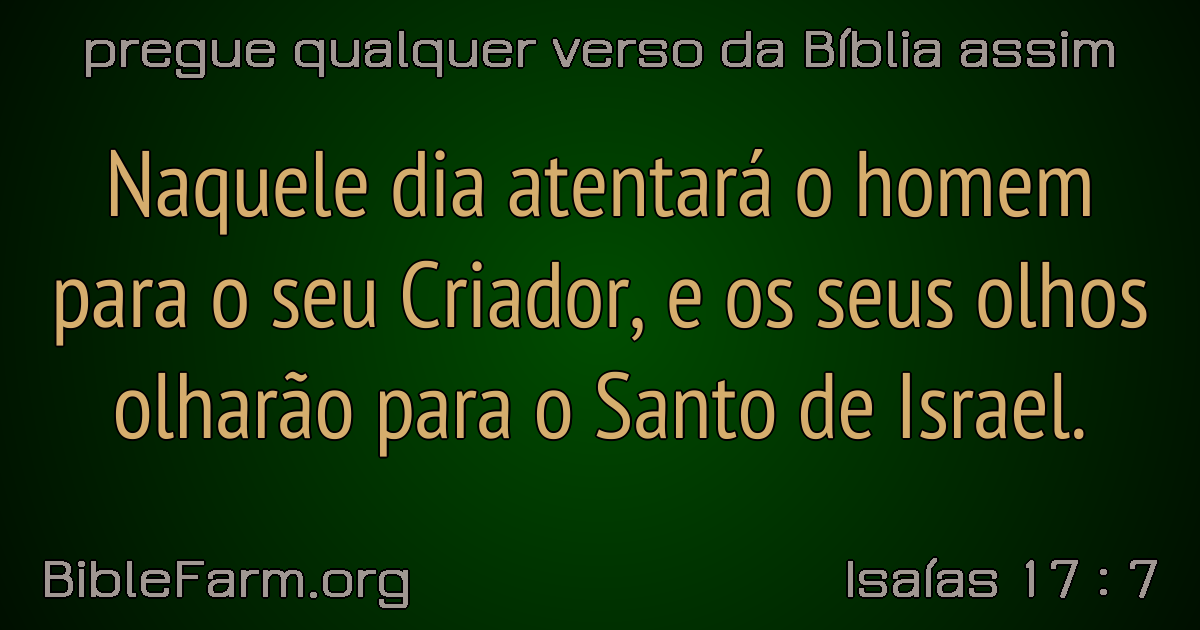 pregue qualquer verso da Bíblia assim
Naquele dia atentará o homem
para o seu Criador, e os seus olhos
olharão para o Santo de Israel.
BibleFarm.org
Isaías 17 : 7